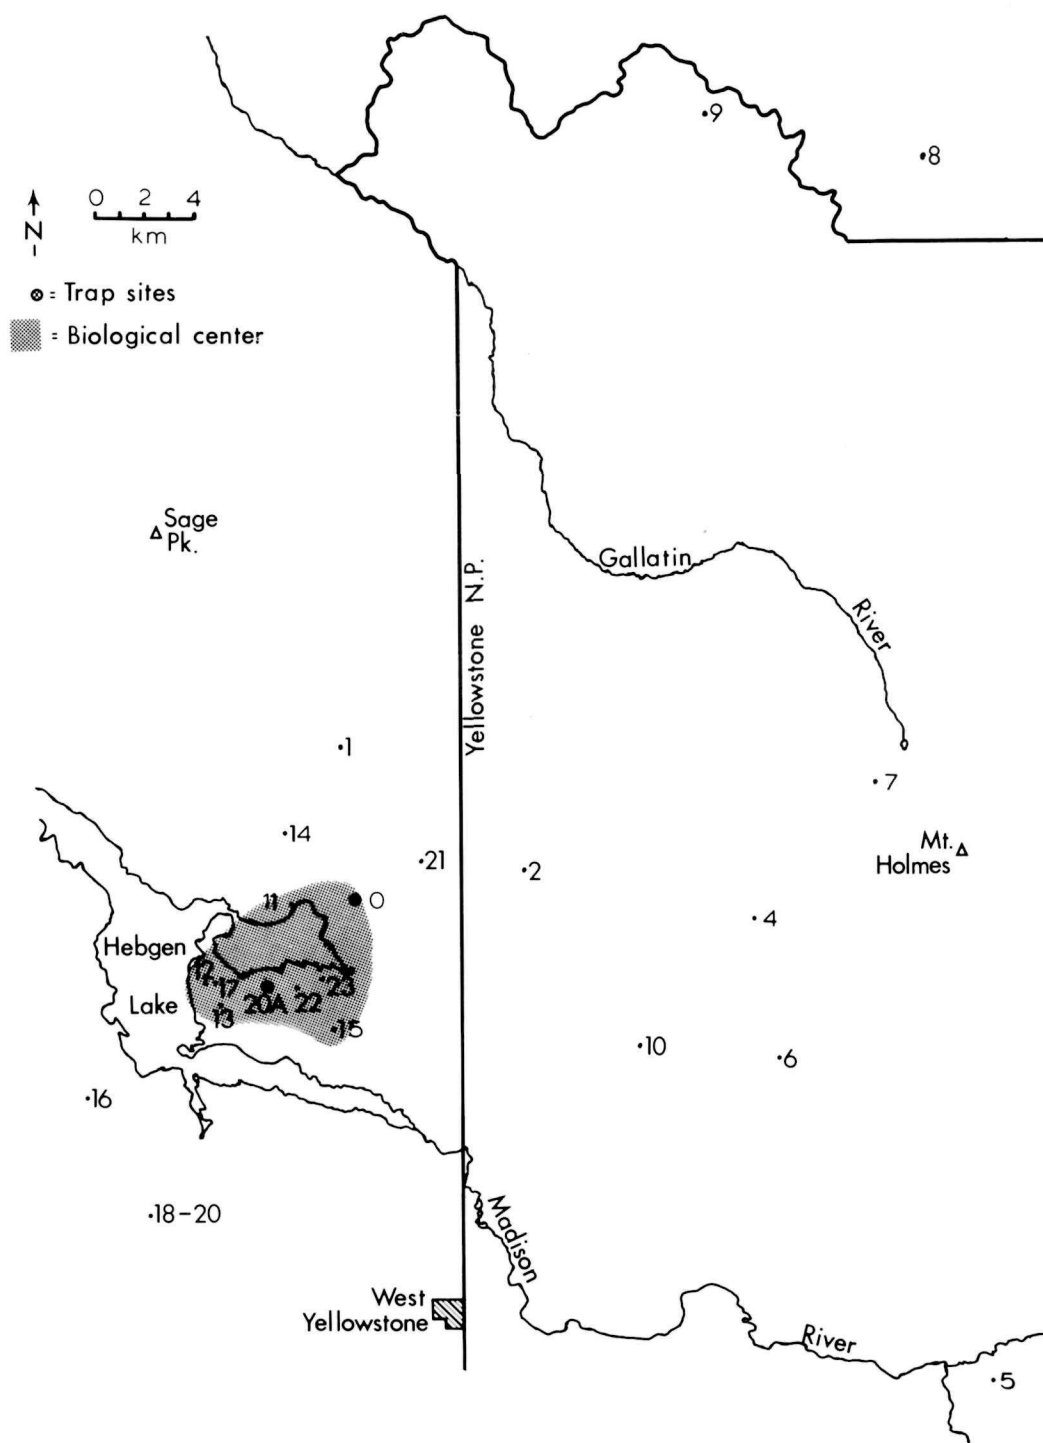 9
8
0 2 4
km
N
= Trap sites
= Biological center
Sage
Pk.
Gallatin
River
Yellowstone N.P.
1
7
14
21
2
Mt.
Holmes
11
0
4
Hebgen
12
17
20A
22
23
Lake
13
15
10
6
16
18-20
Madison
West
Yellowstone
River
5